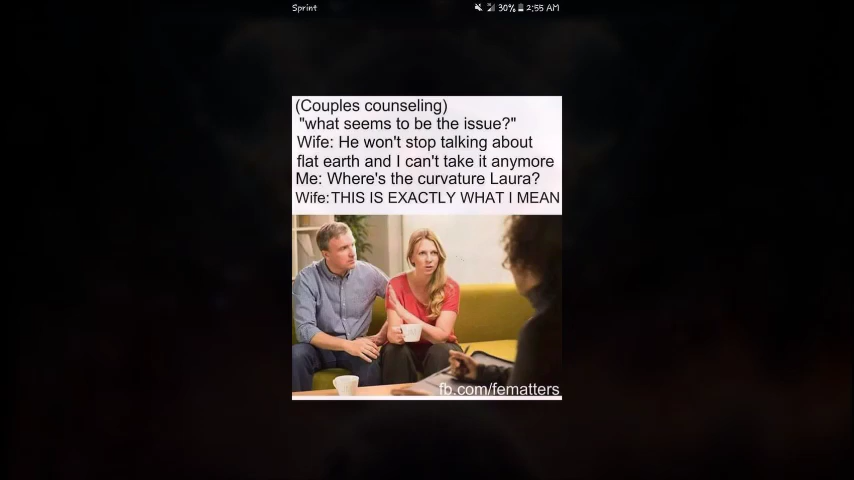 Sprint 30% 2:55 AM
(Couples counseling)
"what seems to be the issue?"
Wife: He won't stop talking about
flat earth and I can't take it anymore
Me: Where's the curvature Laura?
Wife: THIS IS EXACTLY WHAT I MEAN
fb.com/fematters